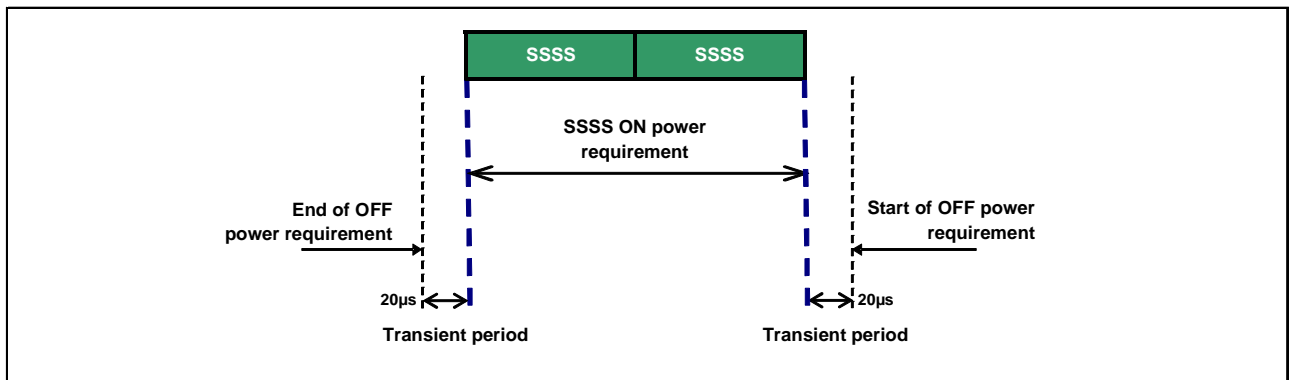 SSSS SSSS
SSSS ON power
requirement
End of OFF
power requirement
Start of OFF power
requirement
20µs
20µs
Transient period
Transient period